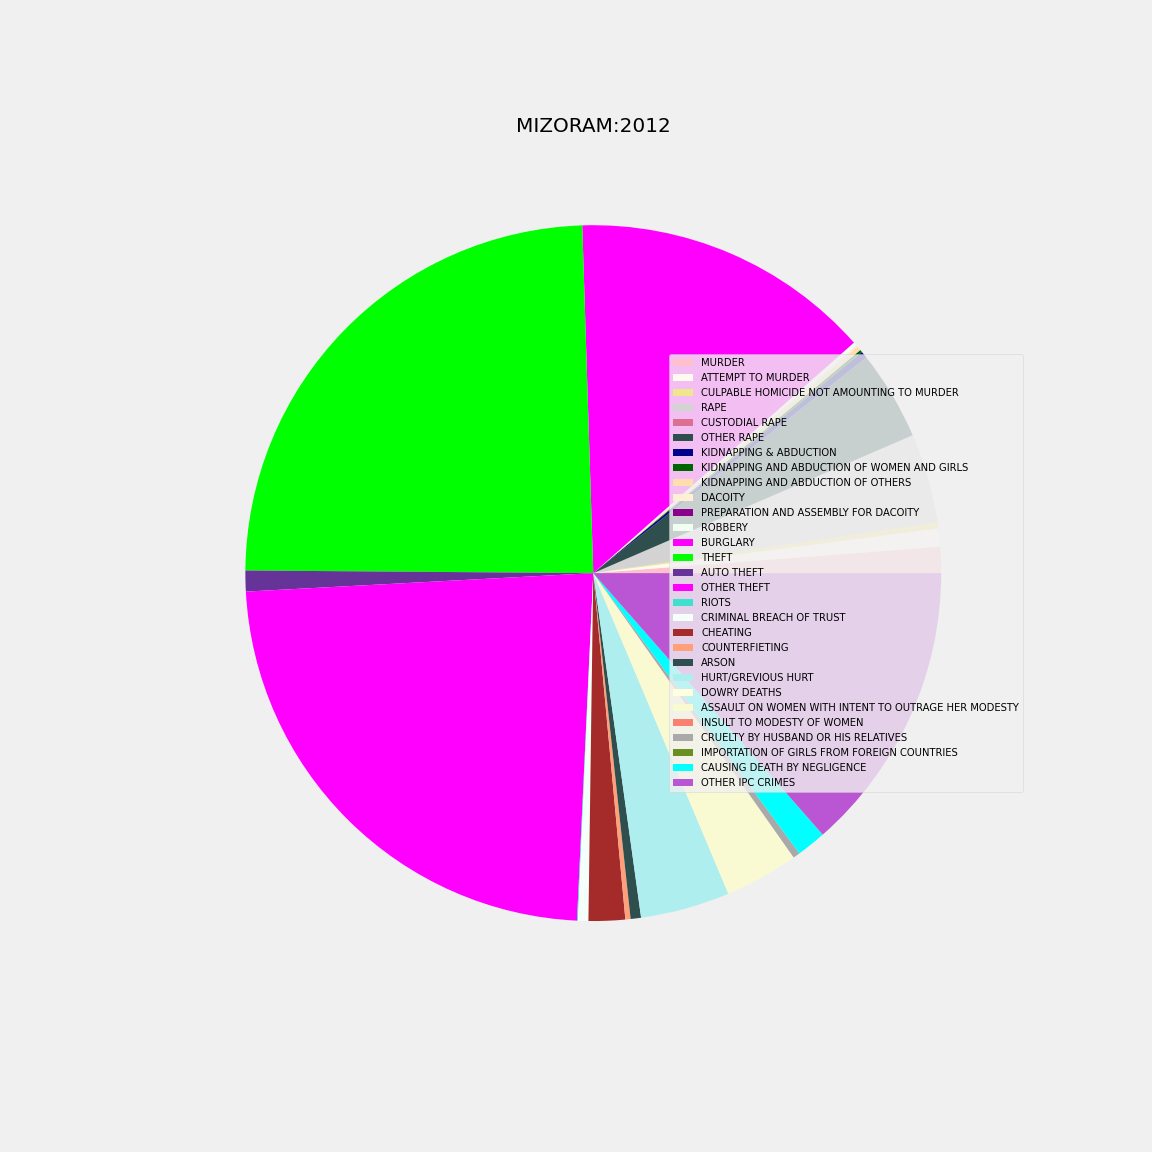 MIZORAM:2012
MURDER
ATTEMPT TO MURDER
CULPABLE HOMICIDE NOT AMOUNTING TO MURDER
RAPE
CUSTODIAL RAPE
OTHER RAPE
KIDNAPPING & ABDUCTION
KIDNAPPING AND ABDUCTION OF WOMEN AND GIRLS
KIDNAPPING AND ABDUCTION OF OTHERS
DACOITY
PREPARATION AND ASSEMBLY FOR DACOITY
ROBBERY
BURGLARY
THEFT
AUTO THEFT
OTHER THEFT
RIOTS
CRIMINAL BREACH OF TRUST
CHEATING
COUNTERFIETING
ARSON
HURT/GREVIOUS HURT
DOWRY DEATHS
ASSAULT ON WOMEN WITH INTENT TO OUTRAGE HER MODESTY
INSULT TO MODESTY OF WOMEN
CRUELTY BY HUSBAND OR HIS RELATIVES
IMPORTATION OF GIRLS FROM FOREIGN COUNTRIES
CAUSING DEATH BY NEGLIGENCE
OTHER IPC CRIMES